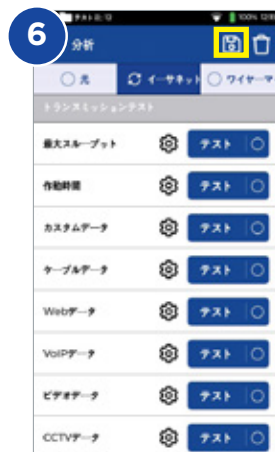 6
100%
分析
光
イーサネット
ワイヤーマ
トランスミッションテスト
最大スループット
テスト
作動時間
テスト
カスタムデータ
テスト
ケーブルデータ
テスト
Webデータ
テスト
VoIPデータ
テスト
ビデオデータ
テスト
CCTVデータ
テスト